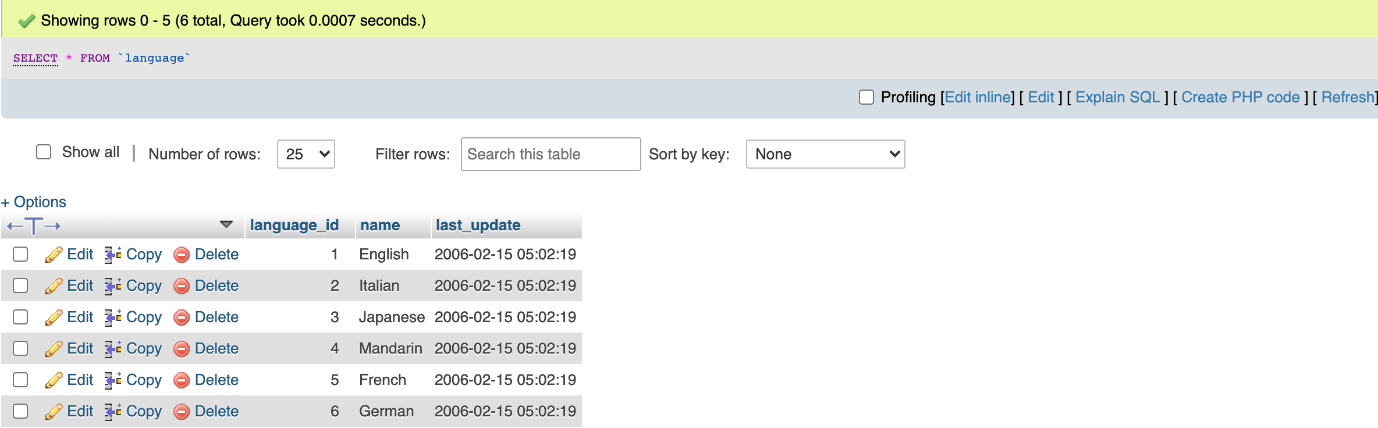 Showing rows 0 - 5 (6 total, Query took 0.0007 seconds.)
SELECT * FROM `language`
Profiling [Edit inline] [ Edit ] [ Explain SQL ] [ Create PHP code ] [ Refresh]
Show all | Number of rows: 25 Filter rows: Search this table Sort by key: None
+ Options
←T→ language_id name last_update
Edit Copy Delete 1 English 2006-02-15 05:02:19
Edit Copy Delete 2 Italian 2006-02-15 05:02:19
Edit Copy Delete 3 Japanese 2006-02-15 05:02:19
Edit Copy Delete 4 Mandarin 2006-02-15 05:02:19
Edit Copy Delete 5 French 2006-02-15 05:02:19
Edit Copy Delete 6 German 2006-02-15 05:02:19